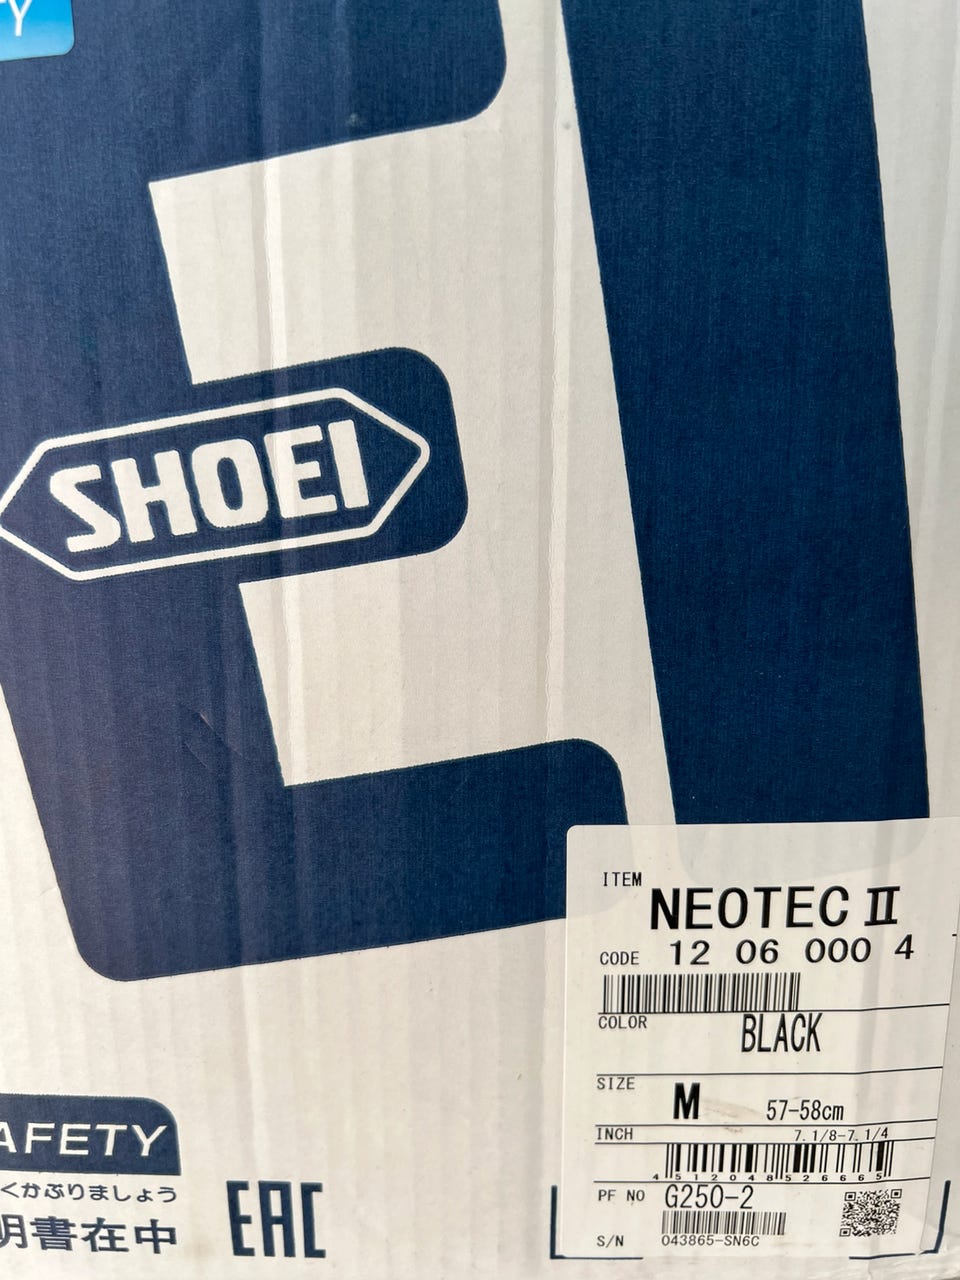 TY
SHOEI
ITEM
NEOTEC II
CODE 12 06 000 4
COLOR BLACK
SIZE M 57-58cm
INCH 7.1/8-7.1/4
4512048526665
PF NO G250-2
S/N 043865-SN6C
AFETY
くかぶりましょう
明書在中
EAC